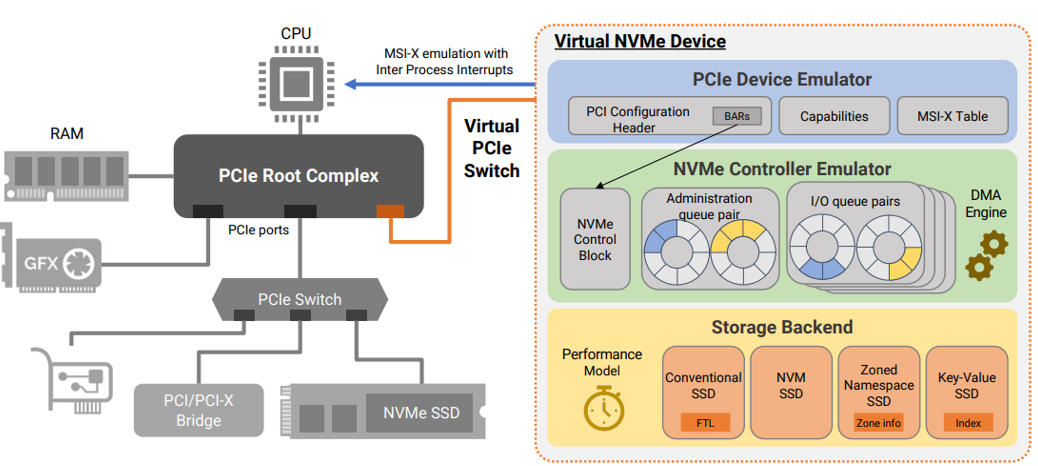 CPU
MSI-X emulation with
Inter Process Interrupts
RAM
PCIe Root Complex
Virtual
PCIe
Switch
PCIe ports
GFX
PCIe Switch
PCI/PCI-X
Bridge
NVMe SSD
Virtual NVMe Device
PCIe Device Emulator
PCI Configuration
Header
BARs
Capabilities
MSI-X Table
NVMe Controller Emulator
NVMe
Control
Block
Administration
queue pair
I/O queue pairs
DMA
Engine
Storage Backend
Performance
Model
Conventional
SSD
FTL
NVM
SSD
Zoned
Namespace
SSD
Zone info
Key-Value
SSD
Index